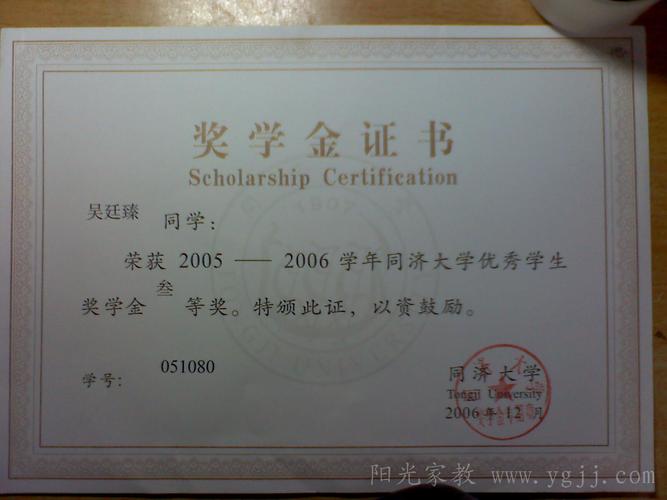 奖学金证书
Scholarship Certification
吴廷臻 同学：
荣获 2005 —— 2006 学年同济大学优秀学生
奖学金 叁 等奖。特颁此证，以资鼓励。
学号： 051080
同济大学
Tongji University
2006 年 12 月
阳光家教 www.ygjj.com